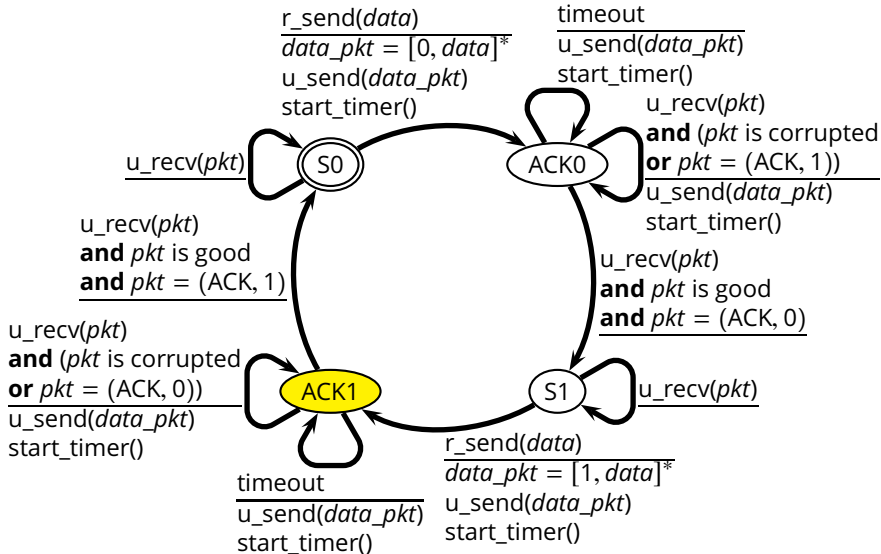 r_send(data)
data_pkt = [0, data]*
u_send(data_pkt)
start_timer()
timeout
u_send(data_pkt)
start_timer()
u_recv(pkt)
S0
ACK0
u_recv(pkt)
and (pkt is corrupted
or pkt = (ACK, 1))
u_send(data_pkt)
start_timer()
u_recv(pkt)
and pkt is good
and pkt = (ACK, 1)
u_recv(pkt)
and pkt is good
and pkt = (ACK, 0)
u_recv(pkt)
and (pkt is corrupted
or pkt = (ACK, 0))
u_send(data_pkt)
start_timer()
ACK1
S1
u_recv(pkt)
timeout
u_send(data_pkt)
start_timer()
r_send(data)
data_pkt = [1, data]*
u_send(data_pkt)
start_timer()